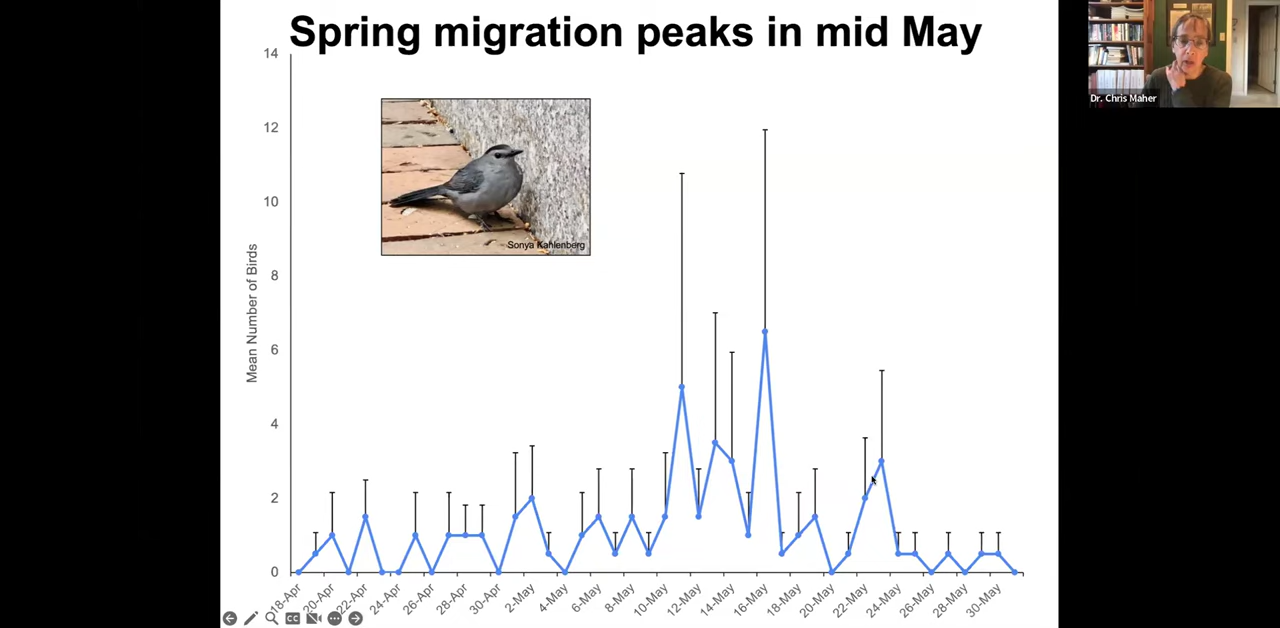 Spring migration peaks in mid May
Dr. Chris Maher
14
12
10
8
6
4
2
0
Mean Number of Birds
Sonya Kahlenberg
18-Apr
20-Apr
22-Apr
24-Apr
26-Apr
28-Apr
30-Apr
2-May
4-May
6-May
8-May
10-May
12-May
14-May
16-May
18-May
20-May
22-May
24-May
26-May
28-May
30-May
CC